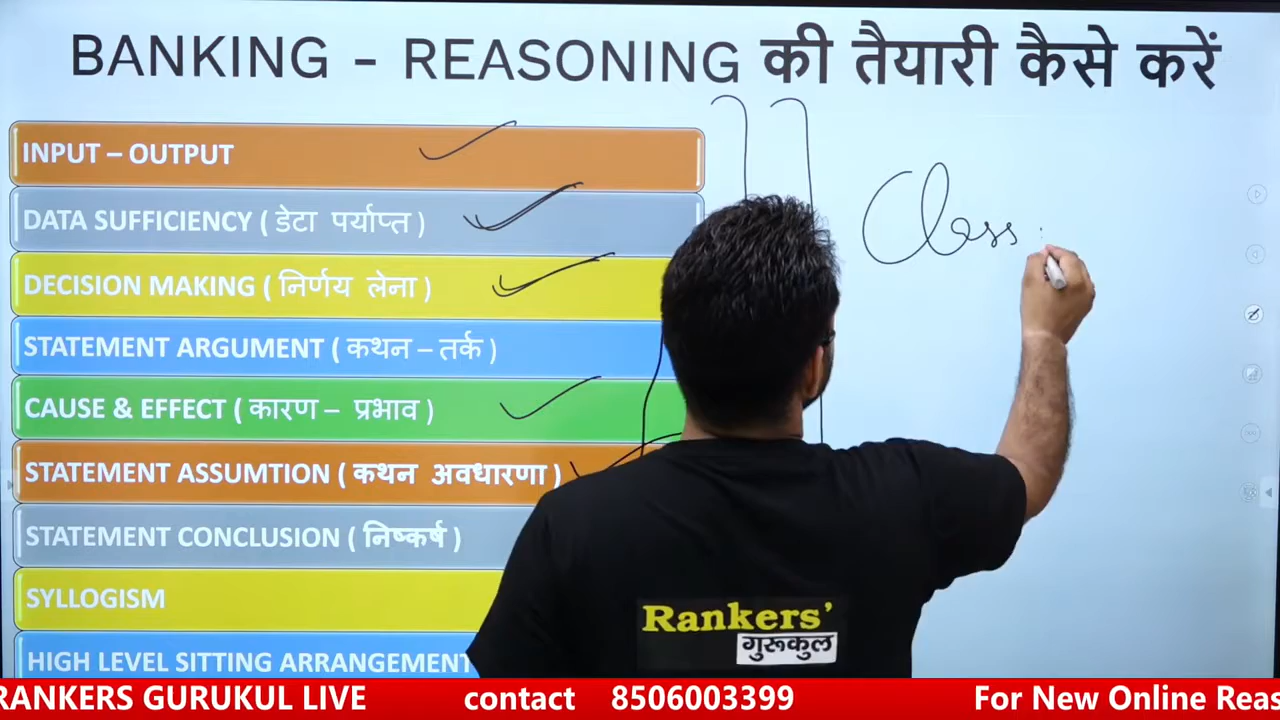 BANKING - REASONING की तैयारी कैसे करें
INPUT – OUTPUT
DATA SUFFICIENCY ( डेटा पर्याप्त )
DECISION MAKING ( निर्णय लेना )
STATEMENT ARGUMENT ( कथन – तर्क )
CAUSE & EFFECT ( कारण – प्रभाव )
STATEMENT ASSUMTION ( कथन अवधारणा )
STATEMENT CONCLUSION ( निष्कर्ष )
SYLLOGISM
HIGH LEVEL SITTING ARRANGEMENT
Class
Rankers'
गुरूकुल
RANKERS GURUKUL LIVE contact 8506003399 For New Online Reas